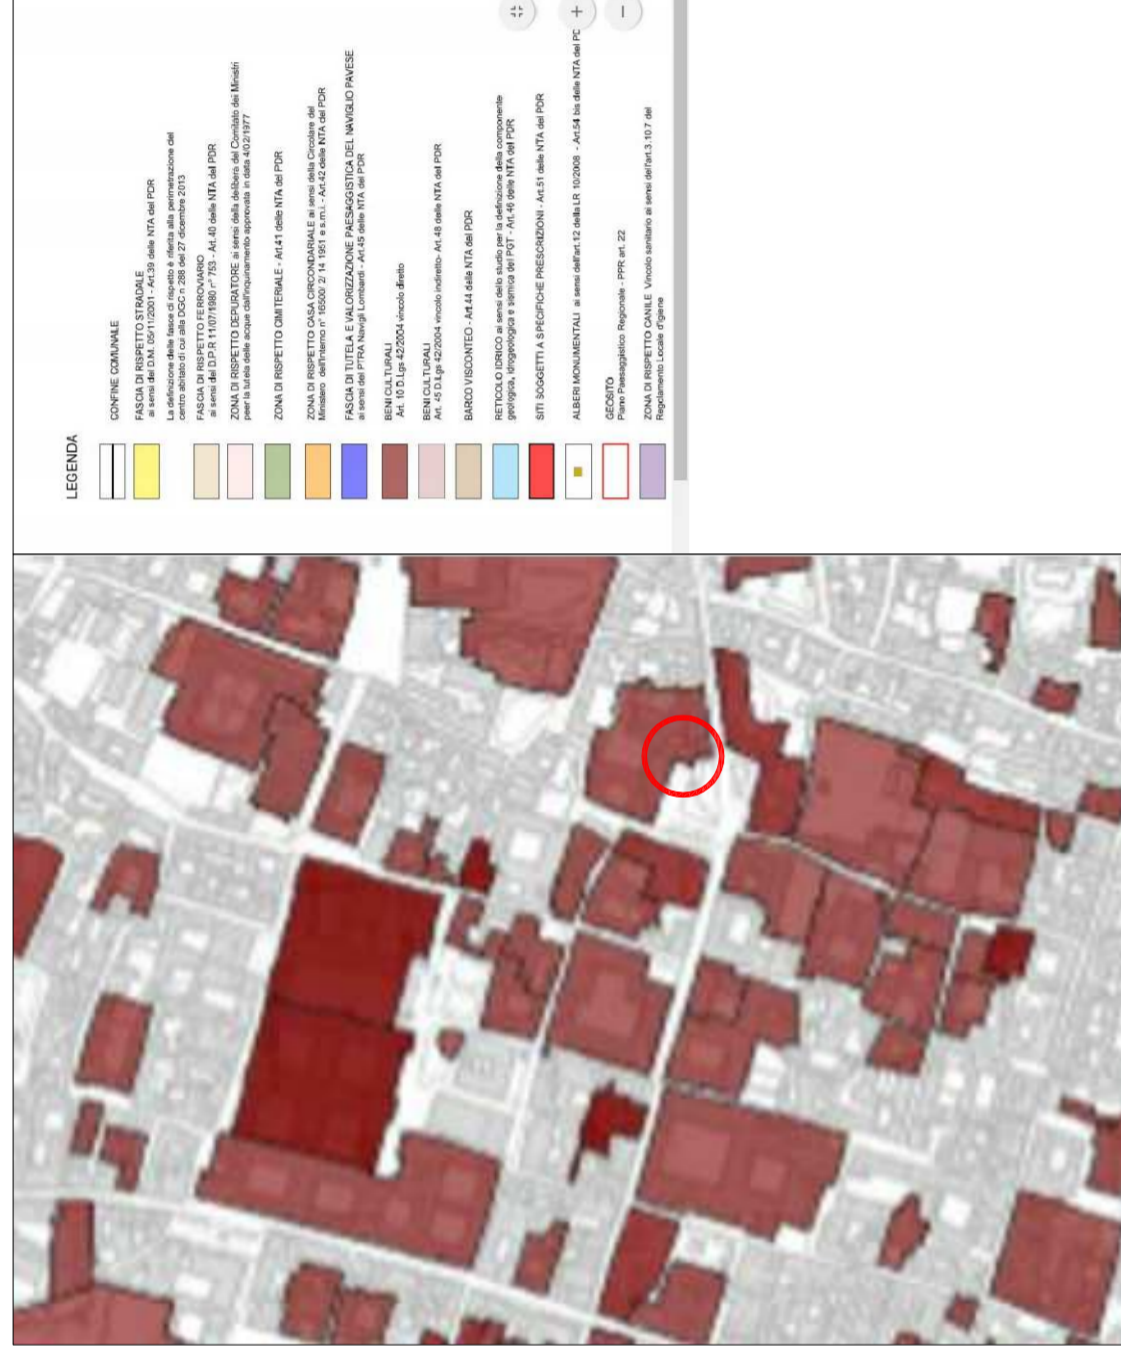 LEGENDA
CONFINE COMUNALE
FASCIA DI RISPETTO STRADALE
ai sensi del D.M. 05/11/2001 - Art.39 delle NTA del PDR
La definizione delle fasce di rispetto è riferita alla perimetrazione del
centro abitato di cui alla DGC n 288 del 27 dicembre 2013
FASCIA DI RISPETTO FERROVIARIO
ai sensi del D.P.R 11/07/1980 n° 753 - Art.40 delle NTA del PDR
ZONA DI RISPETTO DEPURATORE ai sensi della delibera del Comitato dei Ministri
peer la tutela delle acque dall'inquinamento approvata in data 4/02/1977
ZONA DI RISPETTO CIMITERIALE - Art.41 delle NTA del PDR
ZONA DI RISPETTO CASA CIRCONDARIALE ai sensi della Circolare del
Ministero dell'Interno n° 16500/ 2/ 14 1951 e s.m.i. - Art.42 delle NTA del PDR
FASCIA DI TUTELA E VALORIZZAZIONE PAESAGGISTICA DEL NAVIGLIO PAVESE
ai sensi del PTRA Navigli Lombardi - Art.45 delle NTA del PDR
BENI CULTURALI
Art. 10 D.Lgs 42/2004 vincolo diretto
BENI CULTURALI
Art. 45 D.Lgs 42/2004 vincolo indiretto- Art.48 delle NTA del PDR
BARCO VISCONTEO - Art.44 delle NTA del PDR
RETICOLO IDRICO ai sensi dello studio per la definizione della componente
geologica, idrogeologica e sismica del PGT - Art.46 delle NTA del PDR
SITI SOGGETTI A SPECIFICHE PRESCRIZIONI - Art.51 delle NTA del PDR
ALBERI MONUMENTALI ai sensi dell'art.12 della LR 10/2008 - Art.54 bis delle NTA del PD
GEOSITO
Piano Paesaggistico Regionale - PPR art. 22
ZONA DI RISPETTO CANILE Vincolo sanitario ai sensi dell'art.3.10.7 del
Regolamento Locale d'igiene